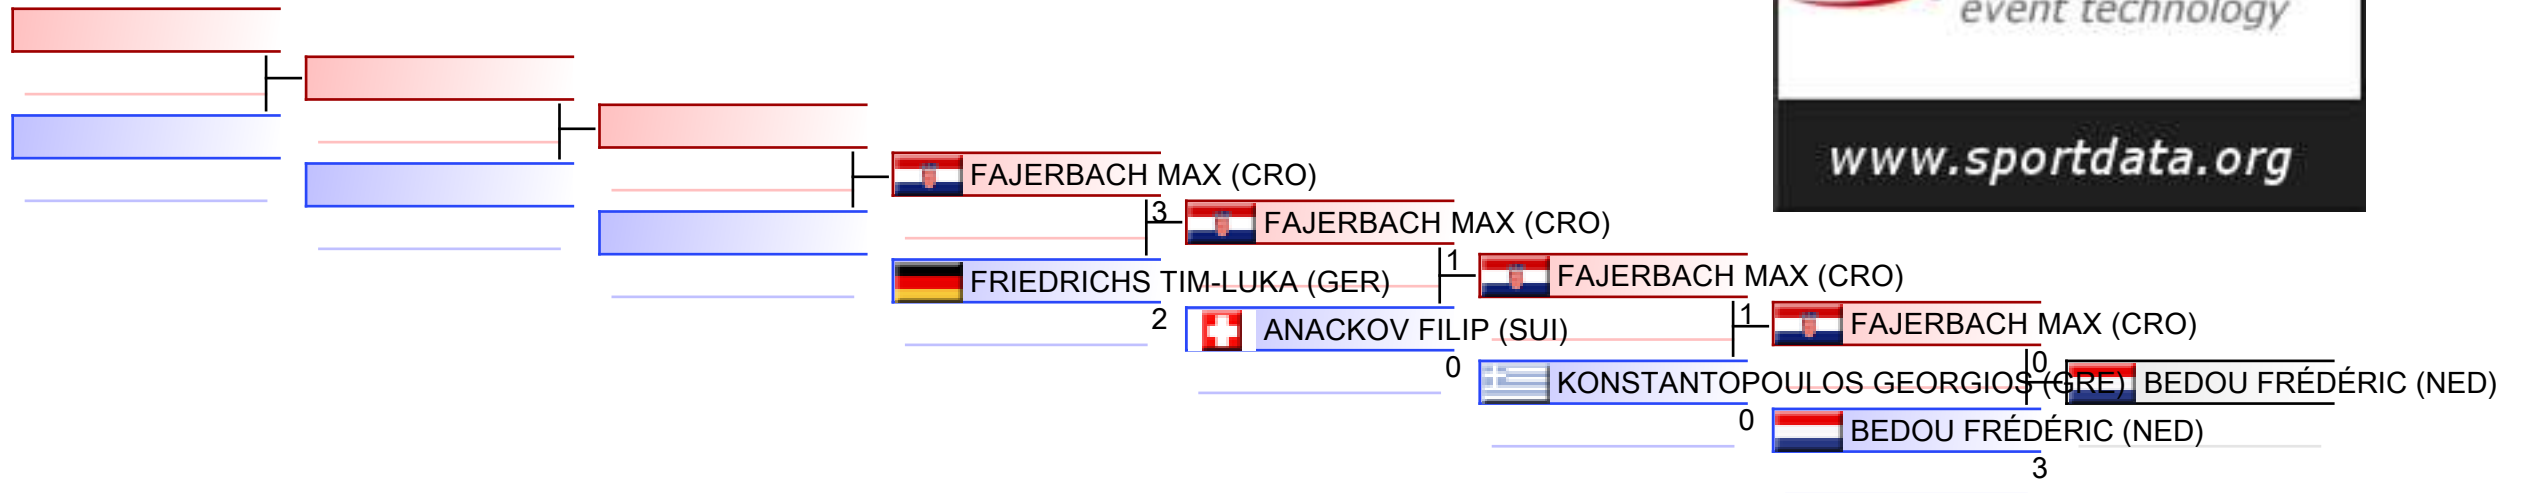 event technology
www.sportdata.org
FAJERBACH MAX (CRO)
3
FAJERBACH MAX (CRO)
FRIEDRICHS TIM-LUKA (GER)
2
1
FAJERBACH MAX (CRO)
ANACKOV FILIP (SUI)
0
1
FAJERBACH MAX (CRO)
KONSTANTOPOULOS GEORGIOS (GRE)
0
0
BEDOU FRÉDÉRIC (NED)
BEDOU FRÉDÉRIC (NED)
3